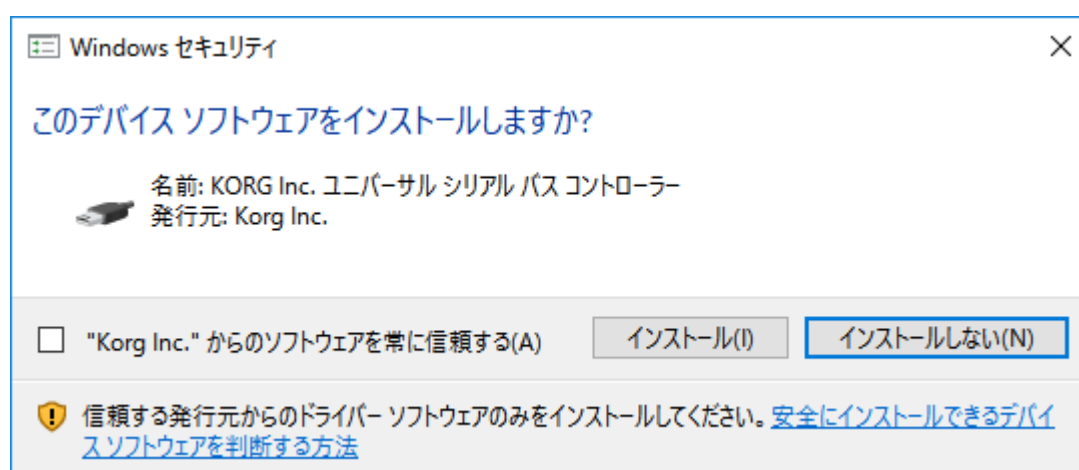 Windows セキュリティ
このデバイス ソフトウェアをインストールしますか?
名前: KORG Inc. ユニバーサル シリアル バス コントローラー
発行元: Korg Inc.
"Korg Inc." からのソフトウェアを常に信頼する(A)
インストール(I)
インストールしない(N)
信頼する発行元からのドライバー ソフトウェアのみをインストールしてください。安全にインストールできるデバイ
ス ソフトウェアを判断する方法